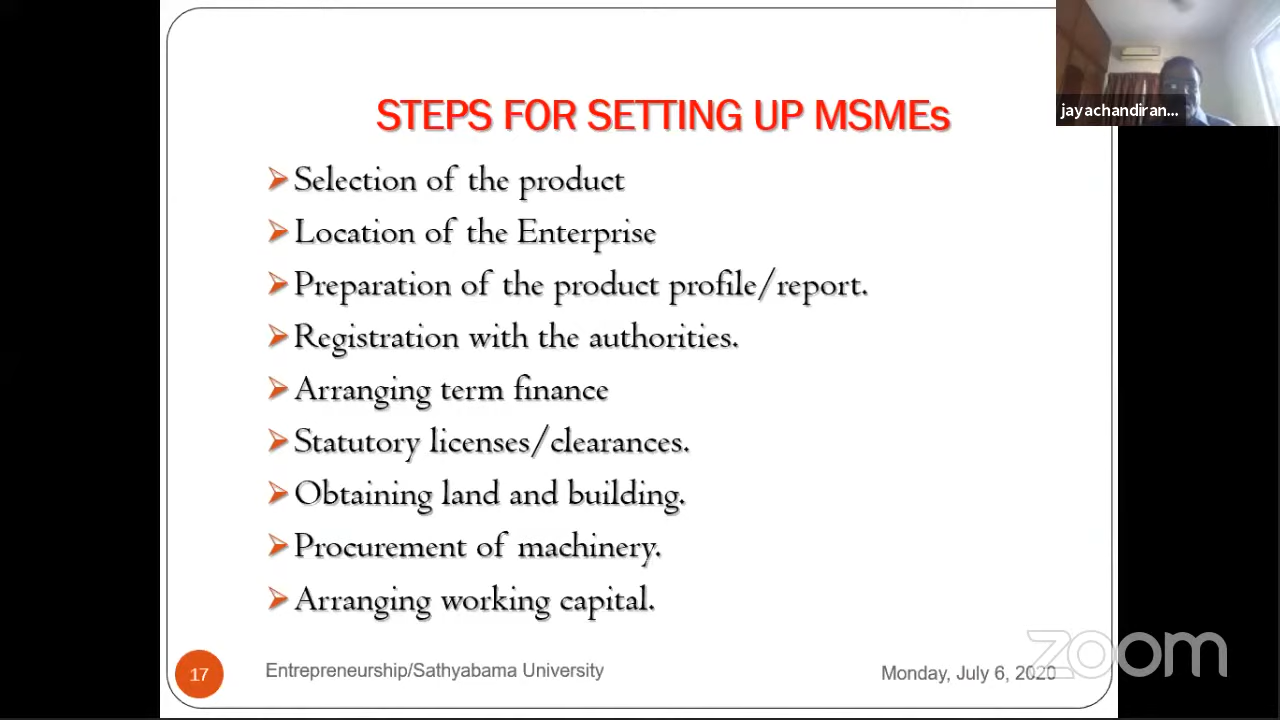 jayachandiran...
STEPS FOR SETTING UP MSMEs
Selection of the product
Location of the Enterprise
Preparation of the product profile/report.
Registration with the authorities.
Arranging term finance
Statutory licenses/clearances.
Obtaining land and building.
Procurement of machinery.
Arranging working capital.
17
Entrepreneurship/Sathyabama University
Monday, July 6, 2020
zoom